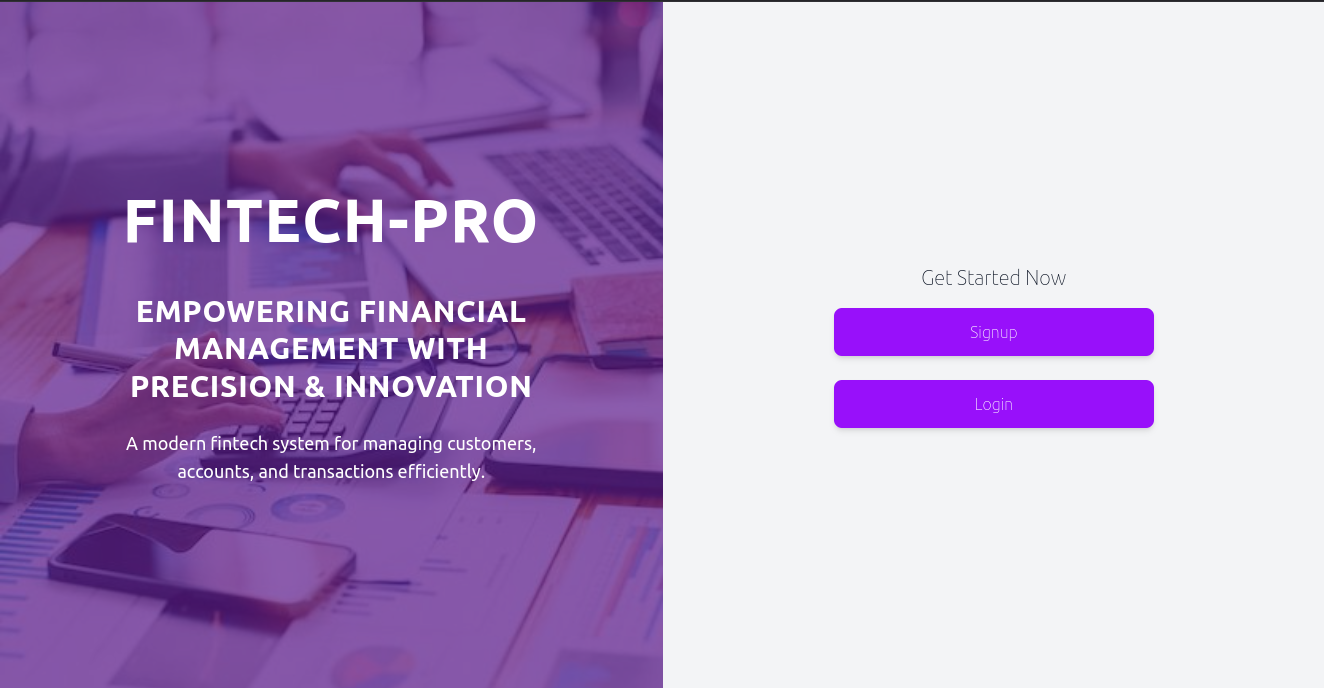 FINTECH-PRO
EMPOWERING FINANCIAL
MANAGEMENT WITH
PRECISION & INNOVATION
A modern fintech system for managing customers,
accounts, and transactions efficiently.
Get Started Now
Signup
Login